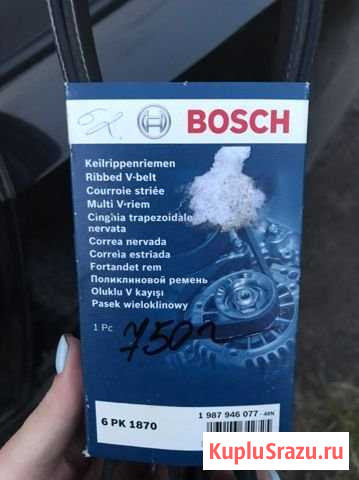 BOSCH
Keilrippenriemen
Ribbed V-belt
Courroie striée
Multi V-riem
Cinghia trapezoidale
nervata
Correa nervada
Correia estriada
Fortandet rem
Поликлиновой ремень
Oluklu V kayışı
Pasek wieloklinowy
1 Pc.
6 PK 1870
1 987 946 077
KupluSrazu.ru